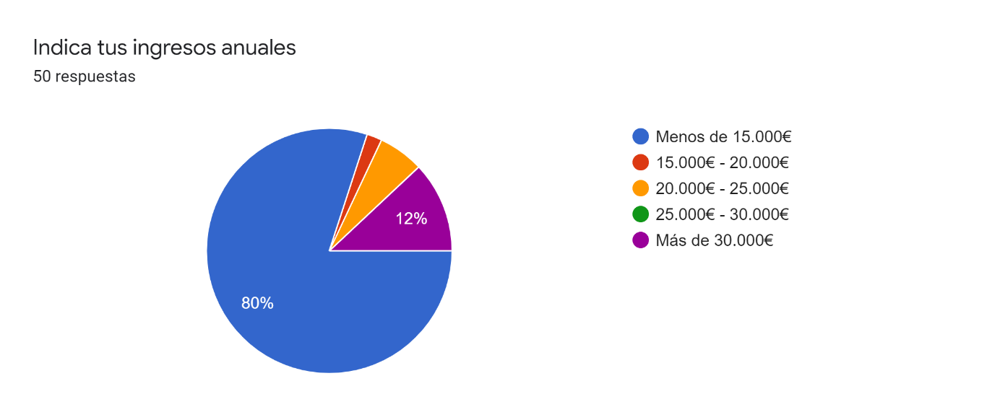 Indica tus ingresos anuales
50 respuestas
Menos de 15.000€
15.000€ - 20.000€
20.000€ - 25.000€
25.000€ - 30.000€
Más de 30.000€
12%
80%